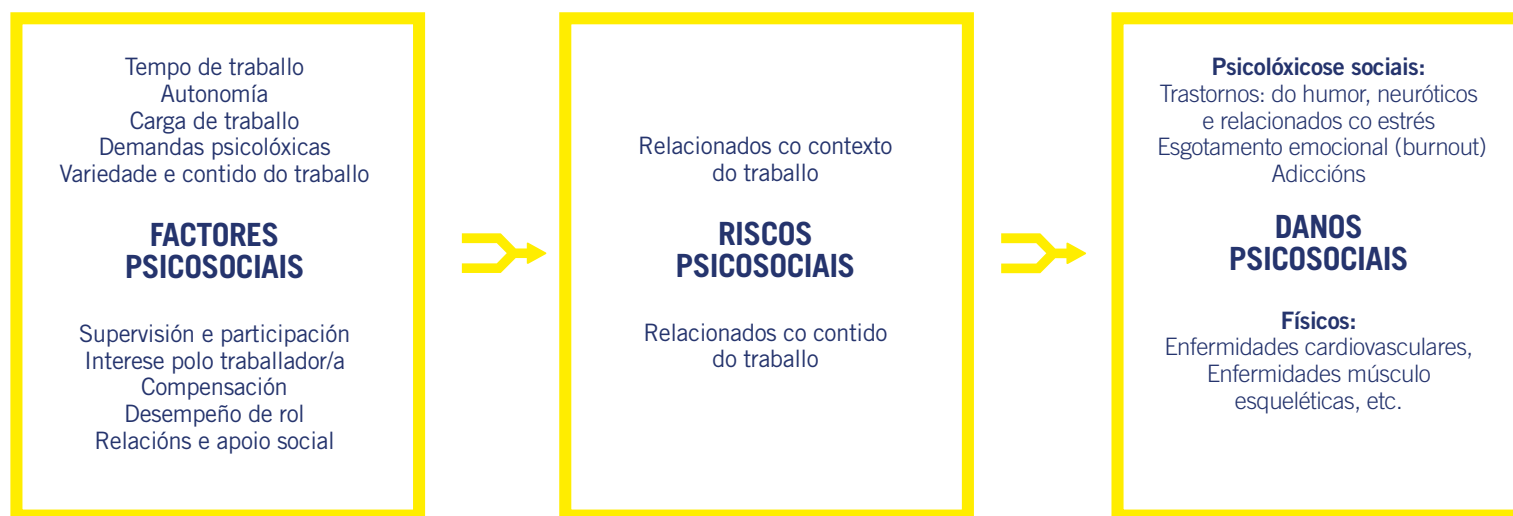 Tempo de traballo
Autonomía
Carga de traballo
Demandas psicolóxicas
Variedade e contido do traballo
FACTORES
PSICOSOCIAIS
Supervisión e participación
Interese polo traballador/a
Compensación
Desempeño de rol
Relacións e apoio social
Relacionados co contexto
do traballo
RISCOS
PSICOSOCIAIS
Relacionados co contido
do traballo
Psicolóxicose sociais:
Trastornos: do humor, neuróticos
e relacionados co estrés
Esgotamento emocional (burnout)
Adiccións
DANOS
PSICOSOCIAIS
Físicos:
Enfermidades cardiovasculares,
Enfermidades músculo
esqueléticas, etc.